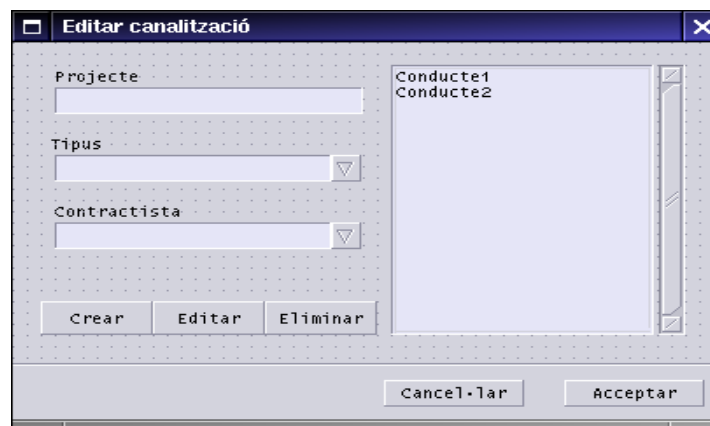 Editar canalització
Projecte
Tipus
Contractista
Crear
Editar
Eliminar
Conducte1
Conducte2
Cancel·lar
Acceptar